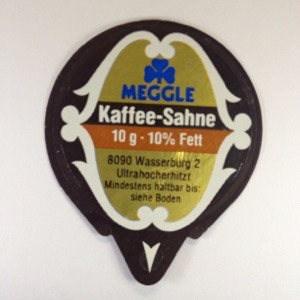 MEGGLE
Kaffee-Sahne
10 g · 10% Fett
8090 Wasserburg 2
Ultrahocherhitzt
Mindestens haltbar bis:
siehe Boden